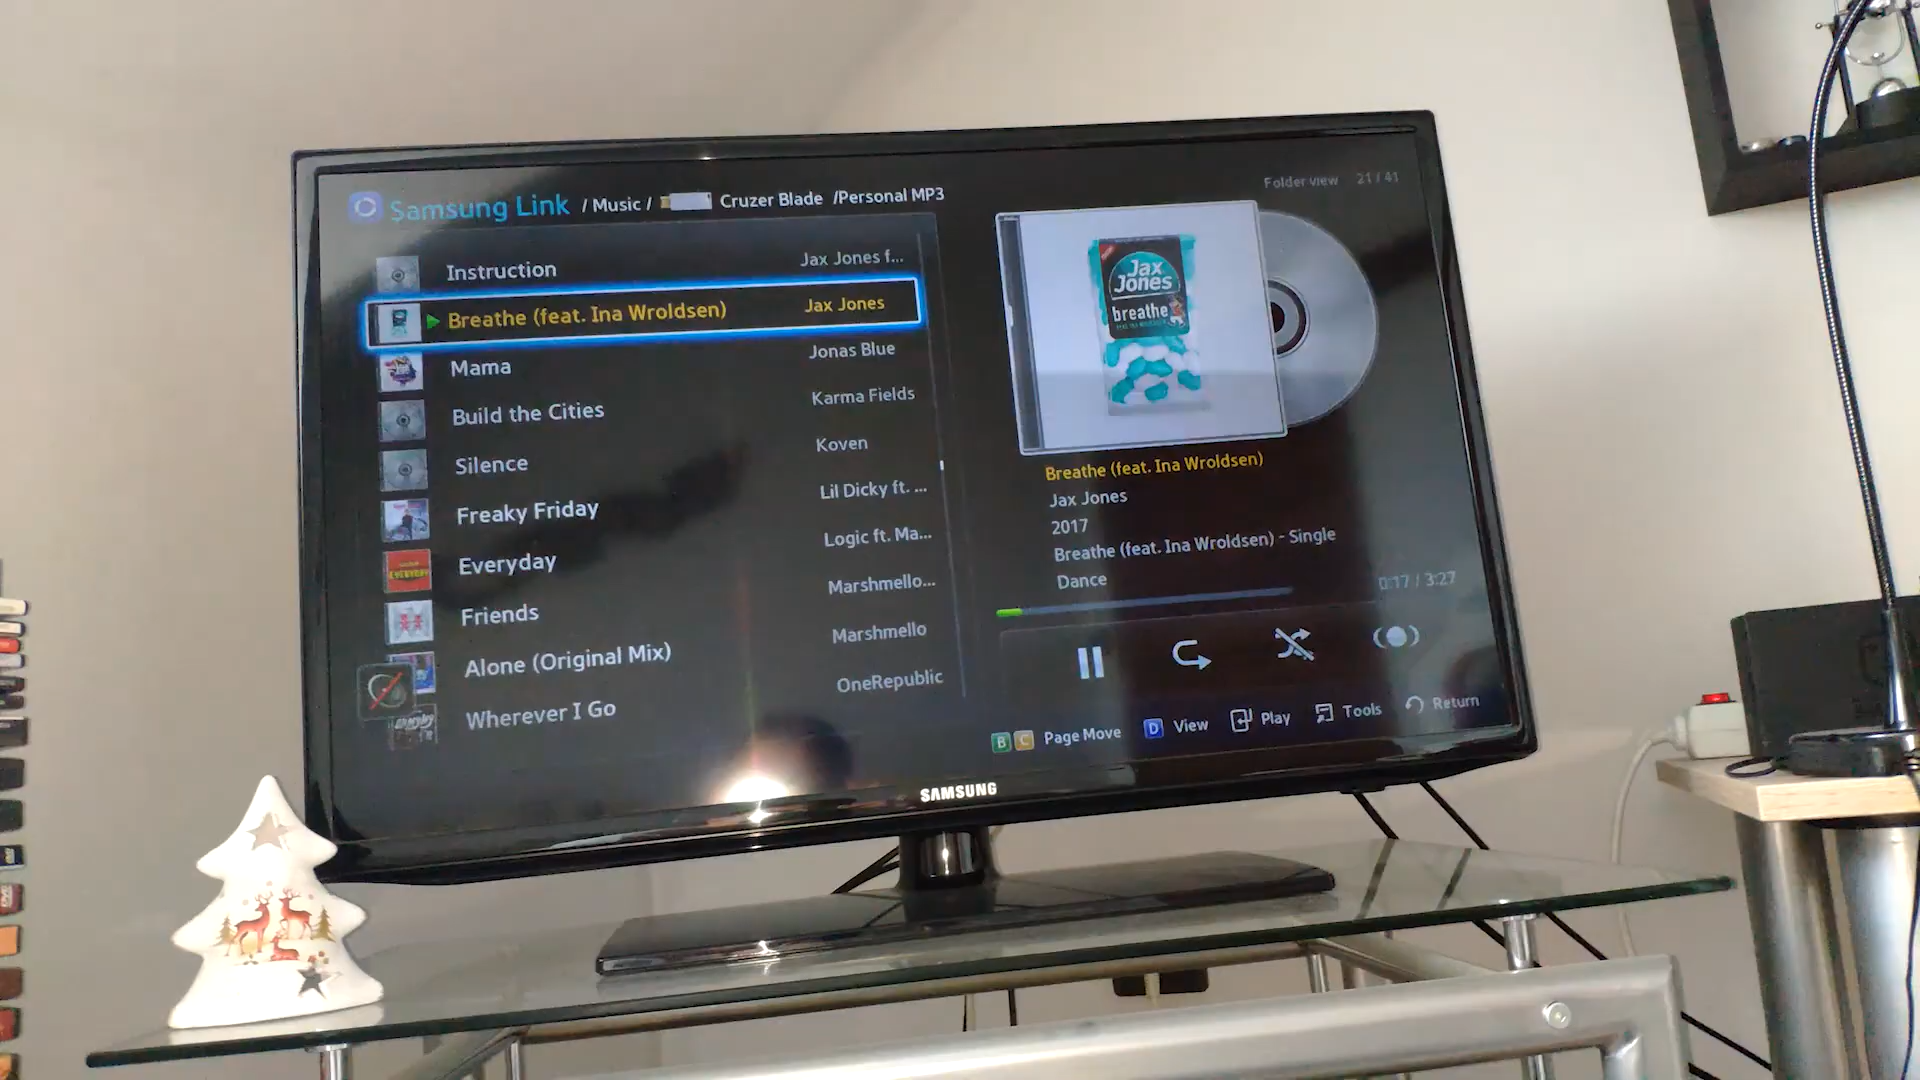 Samsung Link / Music / Cruzer Blade /Personal MP3
Folder view 21 / 41
Instruction Jax Jones f...
Breathe (feat. Ina Wroldsen) Jax Jones
Mama Jonas Blue
Build the Cities Karma Fields
Silence Koven
Freaky Friday Lil Dicky ft. ...
Everyday Logic ft. Ma...
Friends Marshmello...
Alone (Original Mix) Marshmello
Wherever I Go OneRepublic
Jax
Jones
breathe
Breathe (feat. Ina Wroldsen)
Jax Jones
2017
Breathe (feat. Ina Wroldsen) - Single
Dance
0:17 / 3:27
B C Page Move D View Play Tools Return
SAMSUNG